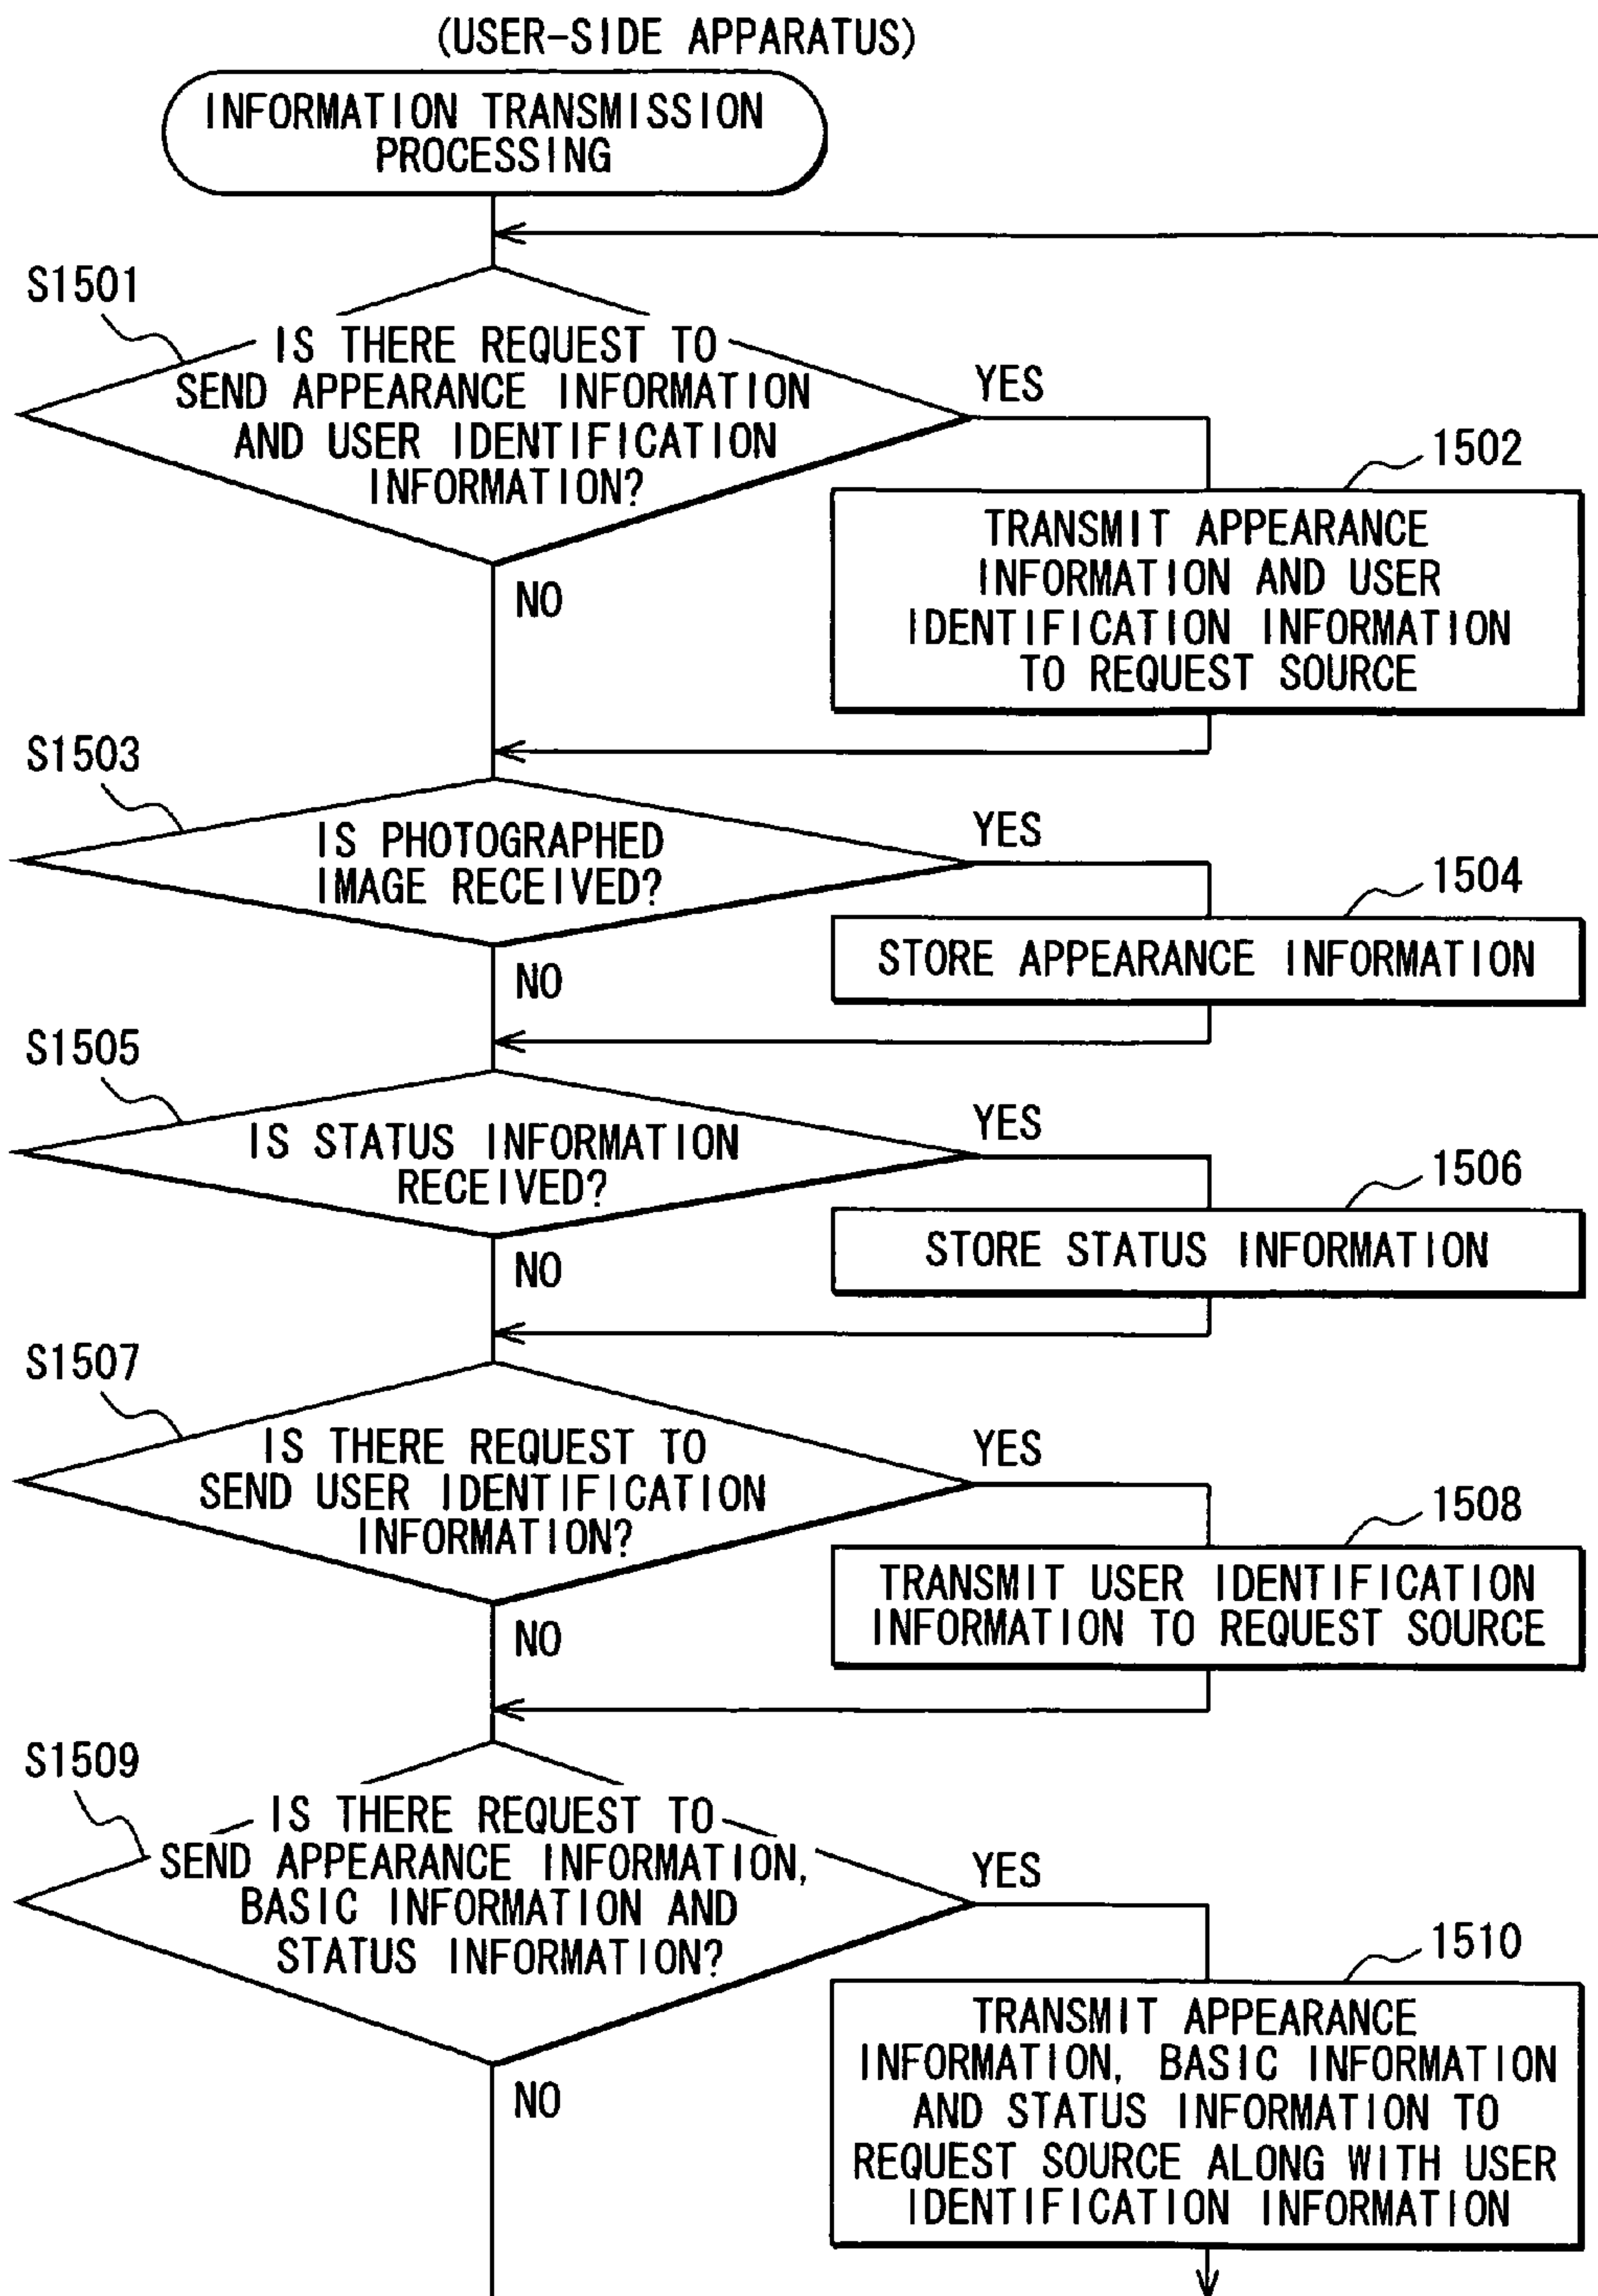 (USER-SIDE APPARATUS)
INFORMATION TRANSMISSION
PROCESSING
S1501
IS THERE REQUEST TO
SEND APPEARANCE INFORMATION
AND USER IDENTIFICATION
INFORMATION?
YES
NO
1502
TRANSMIT APPEARANCE
INFORMATION AND USER
IDENTIFICATION INFORMATION
TO REQUEST SOURCE
S1503
IS PHOTOGRAPHED
IMAGE RECEIVED?
YES
NO
1504
STORE APPEARANCE INFORMATION
S1505
IS STATUS INFORMATION
RECEIVED?
YES
NO
1506
STORE STATUS INFORMATION
S1507
IS THERE REQUEST TO
SEND USER IDENTIFICATION
INFORMATION?
YES
NO
1508
TRANSMIT USER IDENTIFICATION
INFORMATION TO REQUEST SOURCE
S1509
IS THERE REQUEST TO
SEND APPEARANCE INFORMATION,
BASIC INFORMATION AND
STATUS INFORMATION?
YES
NO
1510
TRANSMIT APPEARANCE
INFORMATION, BASIC INFORMATION
AND STATUS INFORMATION TO
REQUEST SOURCE ALONG WITH USER
IDENTIFICATION INFORMATION